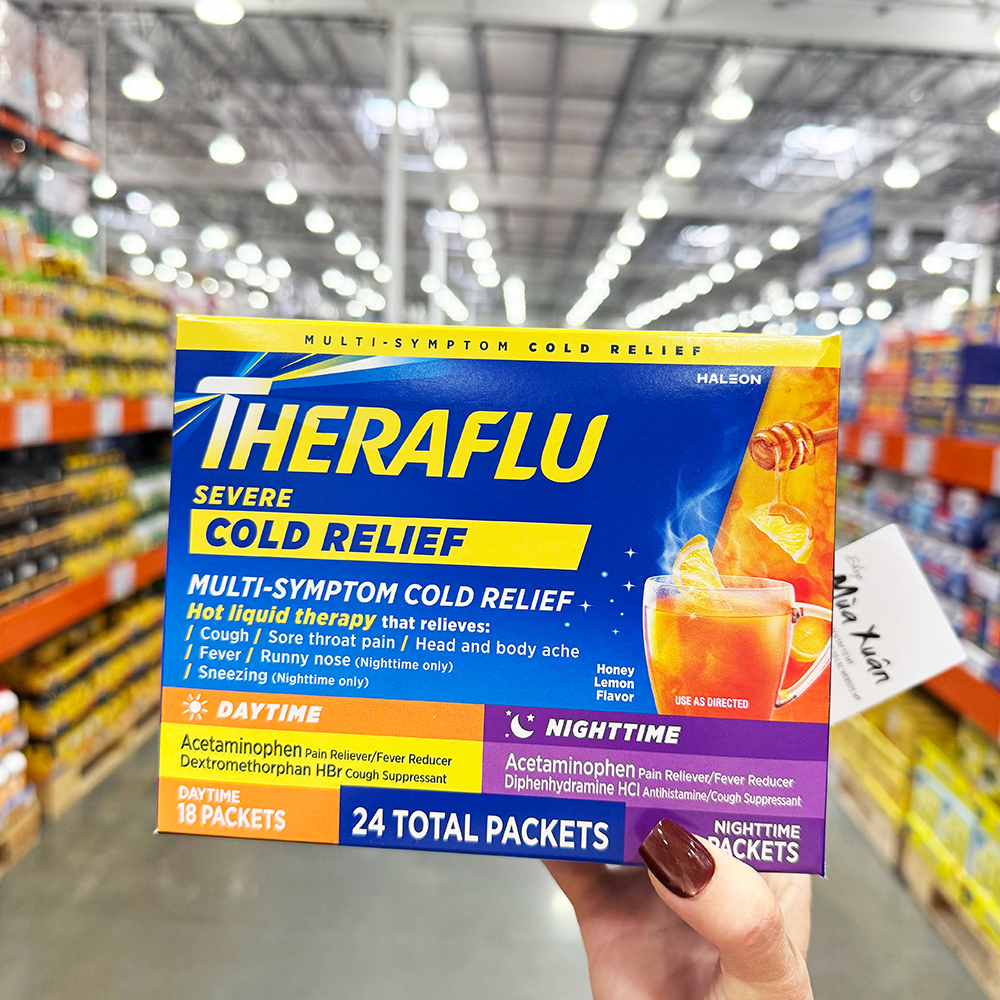 MULTI-SYMPTOM COLD RELIEF
HALEON
THERAFLU
SEVERE
COLD RELIEF
MULTI-SYMPTOM COLD RELIEF
Hot liquid therapy that relieves:
/ Cough / Sore throat pain / Head and body ache
/ Fever / Runny nose (Nighttime only)
/ Sneezing (Nighttime only)
Honey
Lemon
Flavor
USE AS DIRECTED
DAYTIME
Acetaminophen Pain Reliever/Fever Reducer
Dextromethorphan HBr Cough Suppressant
DAYTIME
18 PACKETS
24 TOTAL PACKETS
NIGHTTIME
Acetaminophen Pain Reliever/Fever Reducer
Diphenhydramine HCl Antihistamine/Cough Suppressant
NIGHTTIME
PACKETS
Mùa Xuân